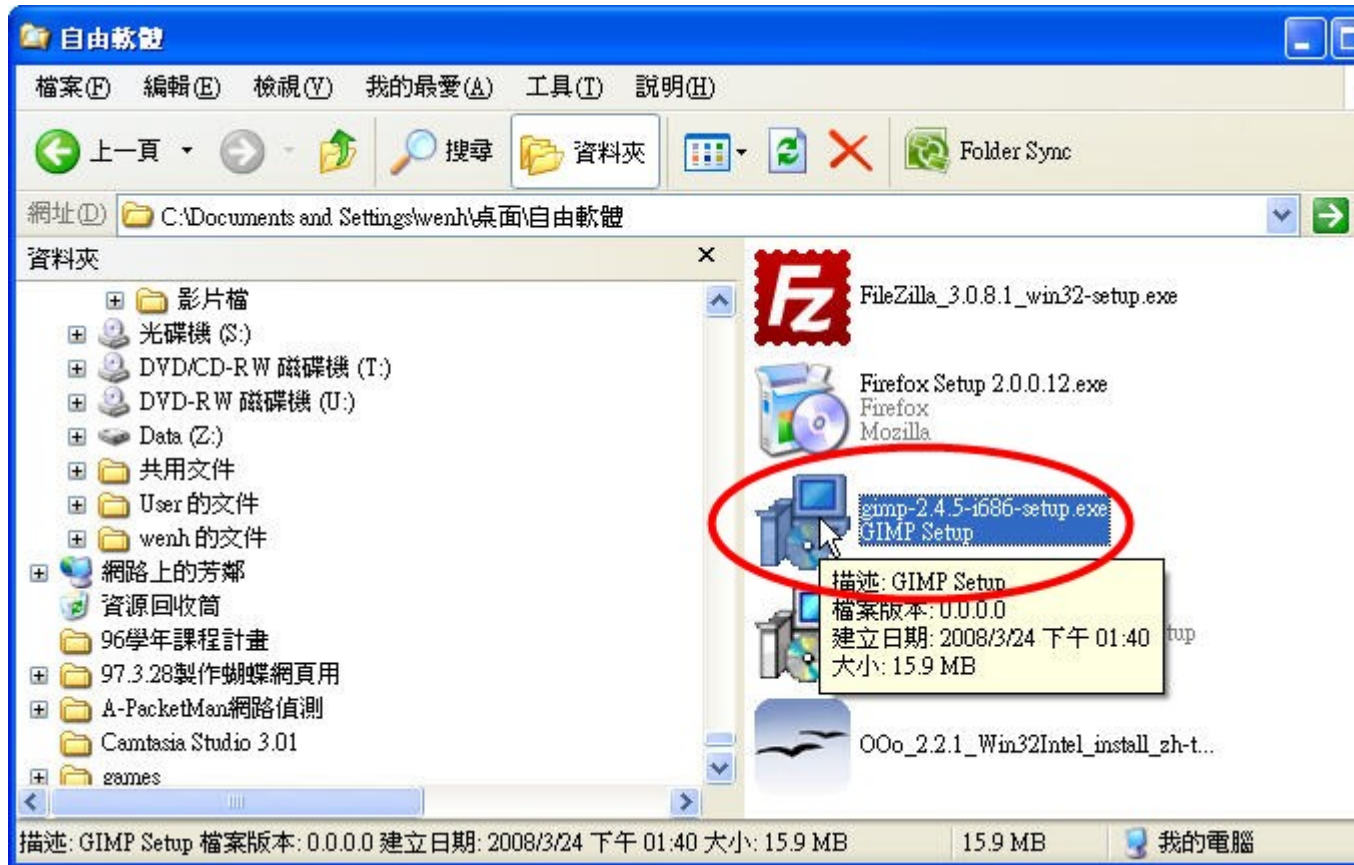 自由軟體
檔案(F) 編輯(E) 檢視(V) 我的最愛(A) 工具(T) 說明(H)
上一頁 搜尋 資料夾 Folder Sync
網址(D) C:\Documents and Settings\wenh\桌面\自由軟體
資料夾
影片檔
光碟機 (S:)
DVD/CD-RW 磁碟機 (T:)
DVD-RW 磁碟機 (U:)
Data (Z:)
共用文件
User 的文件
wenh 的文件
網路上的芳鄰
資源回收筒
96學年課程計畫
97.3.28製作蝴蝶網頁用
A-PacketMan網路偵測
Camtasia Studio 3.01
games
FileZilla_3.0.8.1_win32-setup.exe
Firefox Setup 2.0.0.12.exe
Firefox
Mozilla
gimp-2.4.5-i686-setup.exe
GIMP Setup
描述: GIMP Setup
檔案版本: 0.0.0.0
建立日期: 2008/3/24 下午 01:40
大小: 15.9 MB
OOo_2.2.1_Win32Intel_install_zh-t...
描述: GIMP Setup 檔案版本: 0.0.0.0 建立日期: 2008/3/24 下午 01:40 大小: 15.9 MB 15.9 MB 我的電腦